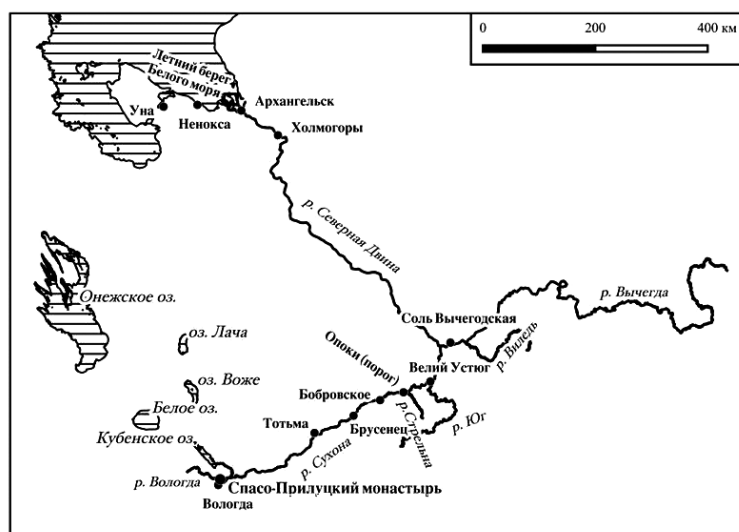 0 200 400 км
Летний берег
Белого моря
Уна
Ненокса
Архангельск
Холмогоры
р. Северная Двина
Онежское оз.
р. Вычегда
Соль Вычегодская
оз. Лача
Опоки (порог)
р. Виледь
Велий Устюг
оз. Воже
Бобровское
Белое оз.
Тотьма
Брусенец
р.Стрельна
р. Юг
Кубенское оз.
р. Сухона
р. Вологда
Спасо-Прилуцкий монастырь
Вологда